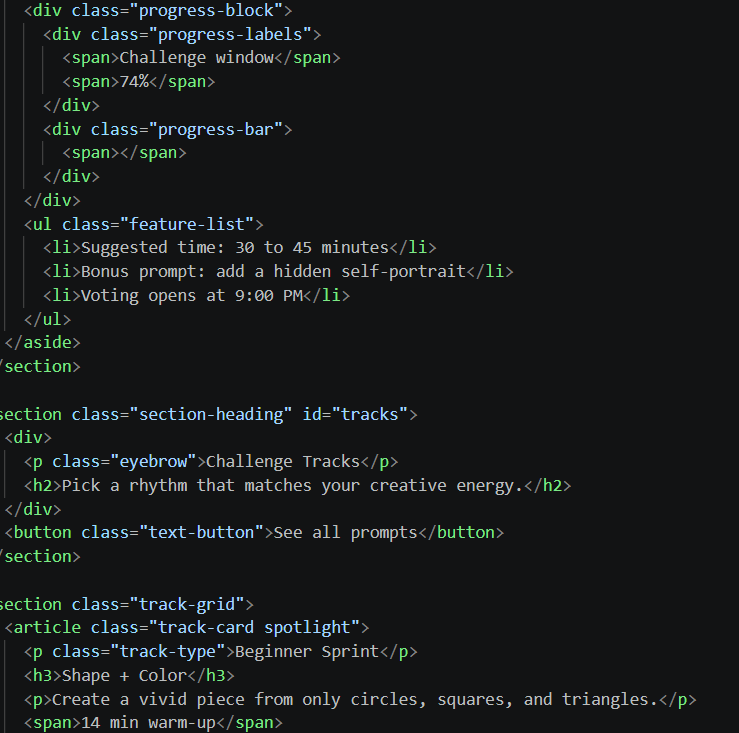 <div class="progress-block">
<div class="progress-labels">
<span>Challenge window</span>
<span>74%</span>
</div>
<div class="progress-bar">
<span></span>
</div>
</div>
<ul class="feature-list">
<li>Suggested time: 30 to 45 minutes</li>
<li>Bonus prompt: add a hidden self-portrait</li>
<li>Voting opens at 9:00 PM</li>
</ul>
</aside>
/section>
section class="section-heading" id="tracks">
<div>
<p class="eyebrow">Challenge Tracks</p>
<h2>Pick a rhythm that matches your creative energy.</h2>
</div>
<button class="text-button">See all prompts</button>
/section>
section class="track-grid">
<article class="track-card spotlight">
<p class="track-type">Beginner Sprint</p>
<h3>Shape + Color</h3>
<p>Create a vivid piece from only circles, squares, and triangles.</p>
<span>14 min warm-up</span>